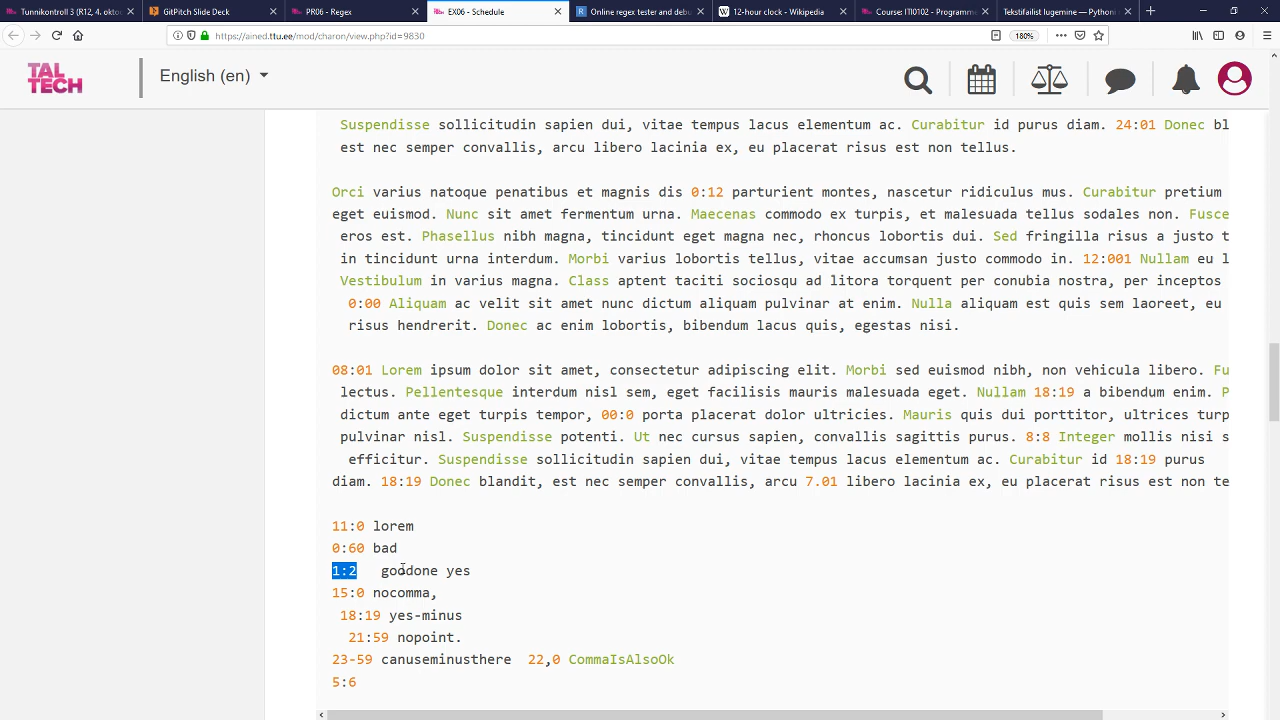 Tunnikontroll 3 (R12, 4. okto
GitPitch Slide Deck
PR06 - Regex
EX06 - Schedule
Online regex tester and debu
12-hour clock - Wikipedia
Course: ITI0102 - Programme
Tekstifailist lugemine — Python
https://ained.ttu.ee/mod/charon/view.php?id=9830
180%
TAL
TECH
English (en)
Suspendisse sollicitudin sapien dui, vitae tempus lacus elementum ac. Curabitur id purus diam. 24:01 Donec bl
est nec semper convallis, arcu libero lacinia ex, eu placerat risus est non tellus.
Orci varius natoque penatibus et magnis dis 0:12 parturient montes, nascetur ridiculus mus. Curabitur pretium
eget euismod. Nunc sit amet fermentum urna. Maecenas commodo ex turpis, et malesuada tellus sodales non. Fusce
eros est. Phasellus nibh magna, tincidunt eget magna nec, rhoncus lobortis dui. Sed fringilla risus a justo t
in tincidunt urna interdum. Morbi varius lobortis tellus, vitae accumsan justo commodo in. 12:001 Nullam eu l
Vestibulum in varius magna. Class aptent taciti sociosqu ad litora torquent per conubia nostra, per inceptos
0:00 Aliquam ac velit sit amet nunc dictum aliquam pulvinar at enim. Nulla aliquam est quis sem laoreet, eu
risus hendrerit. Donec ac enim lobortis, bibendum lacus quis, egestas nisi.
08:01 Lorem ipsum dolor sit amet, consectetur adipiscing elit. Morbi sed euismod nibh, non vehicula libero. Fu
lectus. Pellentesque interdum nisl sem, eget facilisis mauris malesuada eget. Nullam 18:19 a bibendum enim. P
dictum ante eget turpis tempor, 00:0 porta placerat dolor ultricies. Mauris quis dui porttitor, ultrices turp
pulvinar nisl. Suspendisse potenti. Ut nec cursus sapien, convallis sagittis purus. 8:8 Integer mollis nisi s
efficitur. Suspendisse sollicitudin sapien dui, vitae tempus lacus elementum ac. Curabitur id 18:19 purus
diam. 18:19 Donec blandit, est nec semper convallis, arcu 7.01 libero lacinia ex, eu placerat risus est non te
11:0 lorem
0:60 bad
1:2 goodone yes
15:0 nocomma,
18:19 yes-minus
21:59 nopoint.
23-59 canuseminusthere 22,0 CommaIsAlsoOk
5:6